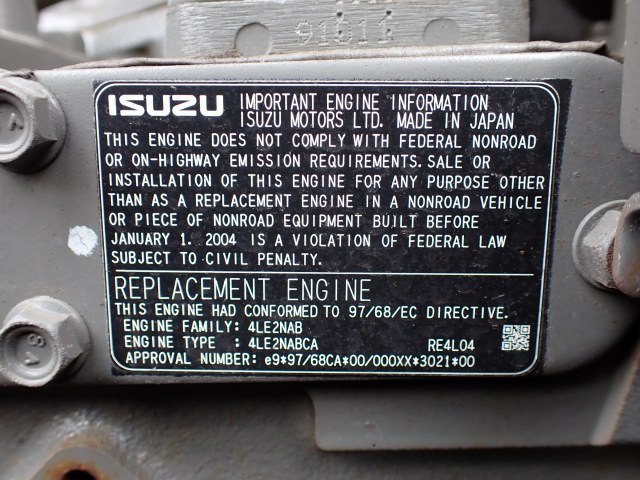 ISUZU IMPORTANT ENGINE INFORMATION
ISUZU MOTORS LTD. MADE IN JAPAN
THIS ENGINE DOES NOT COMPLY WITH FEDERAL NONROAD
OR ON-HIGHWAY EMISSION REQUIREMENTS. SALE OR
INSTALLATION OF THIS ENGINE FOR ANY PURPOSE OTHER
THAN AS A REPLACEMENT ENGINE IN A NONROAD VEHICLE
OR PIECE OF NONROAD EQUIPMENT BUILT BEFORE
JANUARY 1. 2004 IS A VIOLATION OF FEDERAL LAW
SUBJECT TO CIVIL PENALTY.
REPLACEMENT ENGINE
THIS ENGINE HAD CONFORMED TO 97/68/EC DIRECTIVE.
ENGINE FAMILY: 4LE2NAB
ENGINE TYPE : 4LE2NABCA RE4L04
APPROVAL NUMBER: e9*97/68CA*00/000XX*3021*00